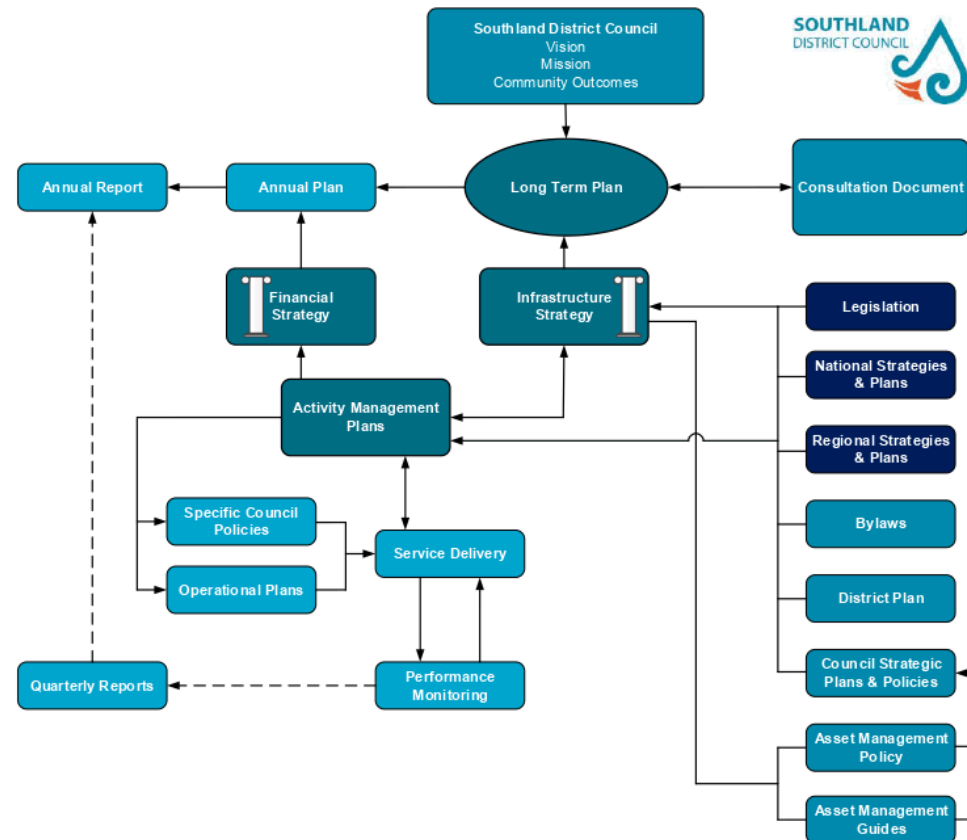 Southland District Council
Vision
Mission
Community Outcomes
SOUTHLAND
DISTRICT COUNCIL
Annual Report
Annual Plan
Long Term Plan
Consultation Document
Financial
Strategy
Infrastructure
Strategy
Legislation
National Strategies
& Plans
Activity Management
Plans
Regional Strategies
& Plans
Specific Council
Policies
Bylaws
Service Delivery
Operational Plans
District Plan
Quarterly Reports
Performance
Monitoring
Council Strategic
Plans & Policies
Asset Management
Policy
Asset Management
Guides